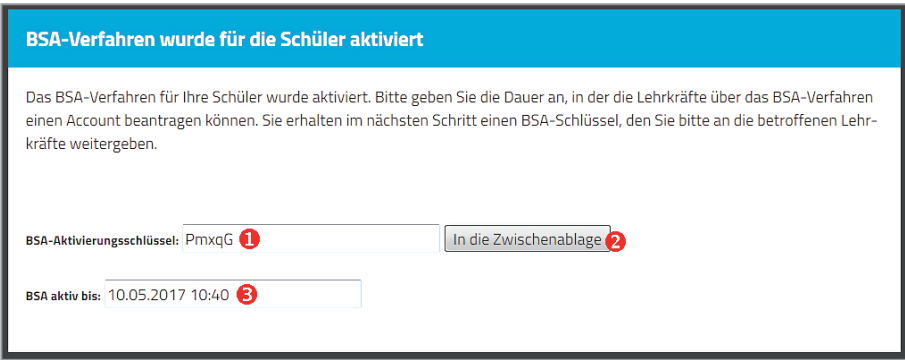 BSA-Verfahren wurde für die Schüler aktiviert
Das BSA-Verfahren für Ihre Schüler wurde aktiviert. Bitte geben Sie die Dauer an, in der die Lehrkräfte über das BSA-Verfahren
einen Account beantragen können. Sie erhalten im nächsten Schritt einen BSA-Schlüssel, den Sie bitte an die betroffenen Lehr-
kräfte weitergeben.
BSA-Aktivierungsschlüssel: PmxqG 1 In die Zwischenablage 2
BSA aktiv bis: 10.05.2017 10:40 3